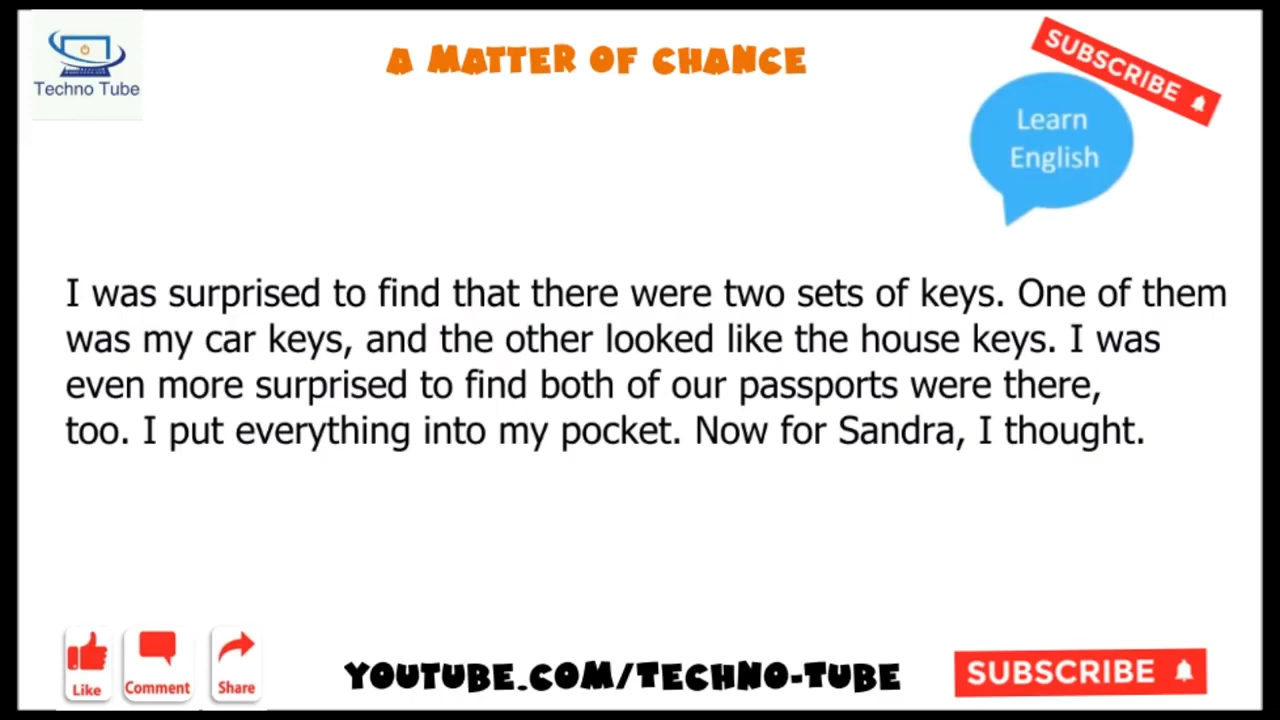 A MATTER OF CHANCE
SUBSCRIBE
Techno Tube
Learn
English
I was surprised to find that there were two sets of keys. One of them
was my car keys, and the other looked like the house keys. I was
even more surprised to find both of our passports were there,
too. I put everything into my pocket. Now for Sandra, I thought.
Like
Comment
Share
YOUTUBE.COM/TECHNO-TUBE
SUBSCRIBE